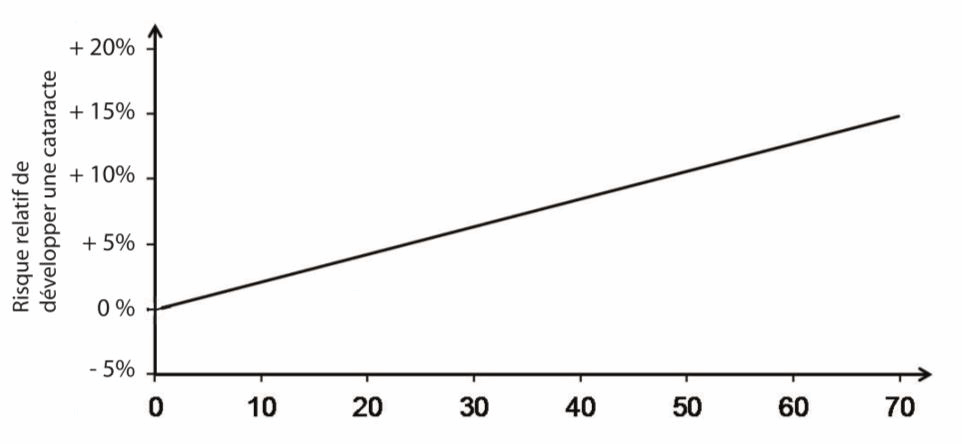 Risque relatif de
développer une cataracte
+ 20%
+ 15%
+ 10%
+ 5%
0 %
- 5%
0 10 20 30 40 50 60 70